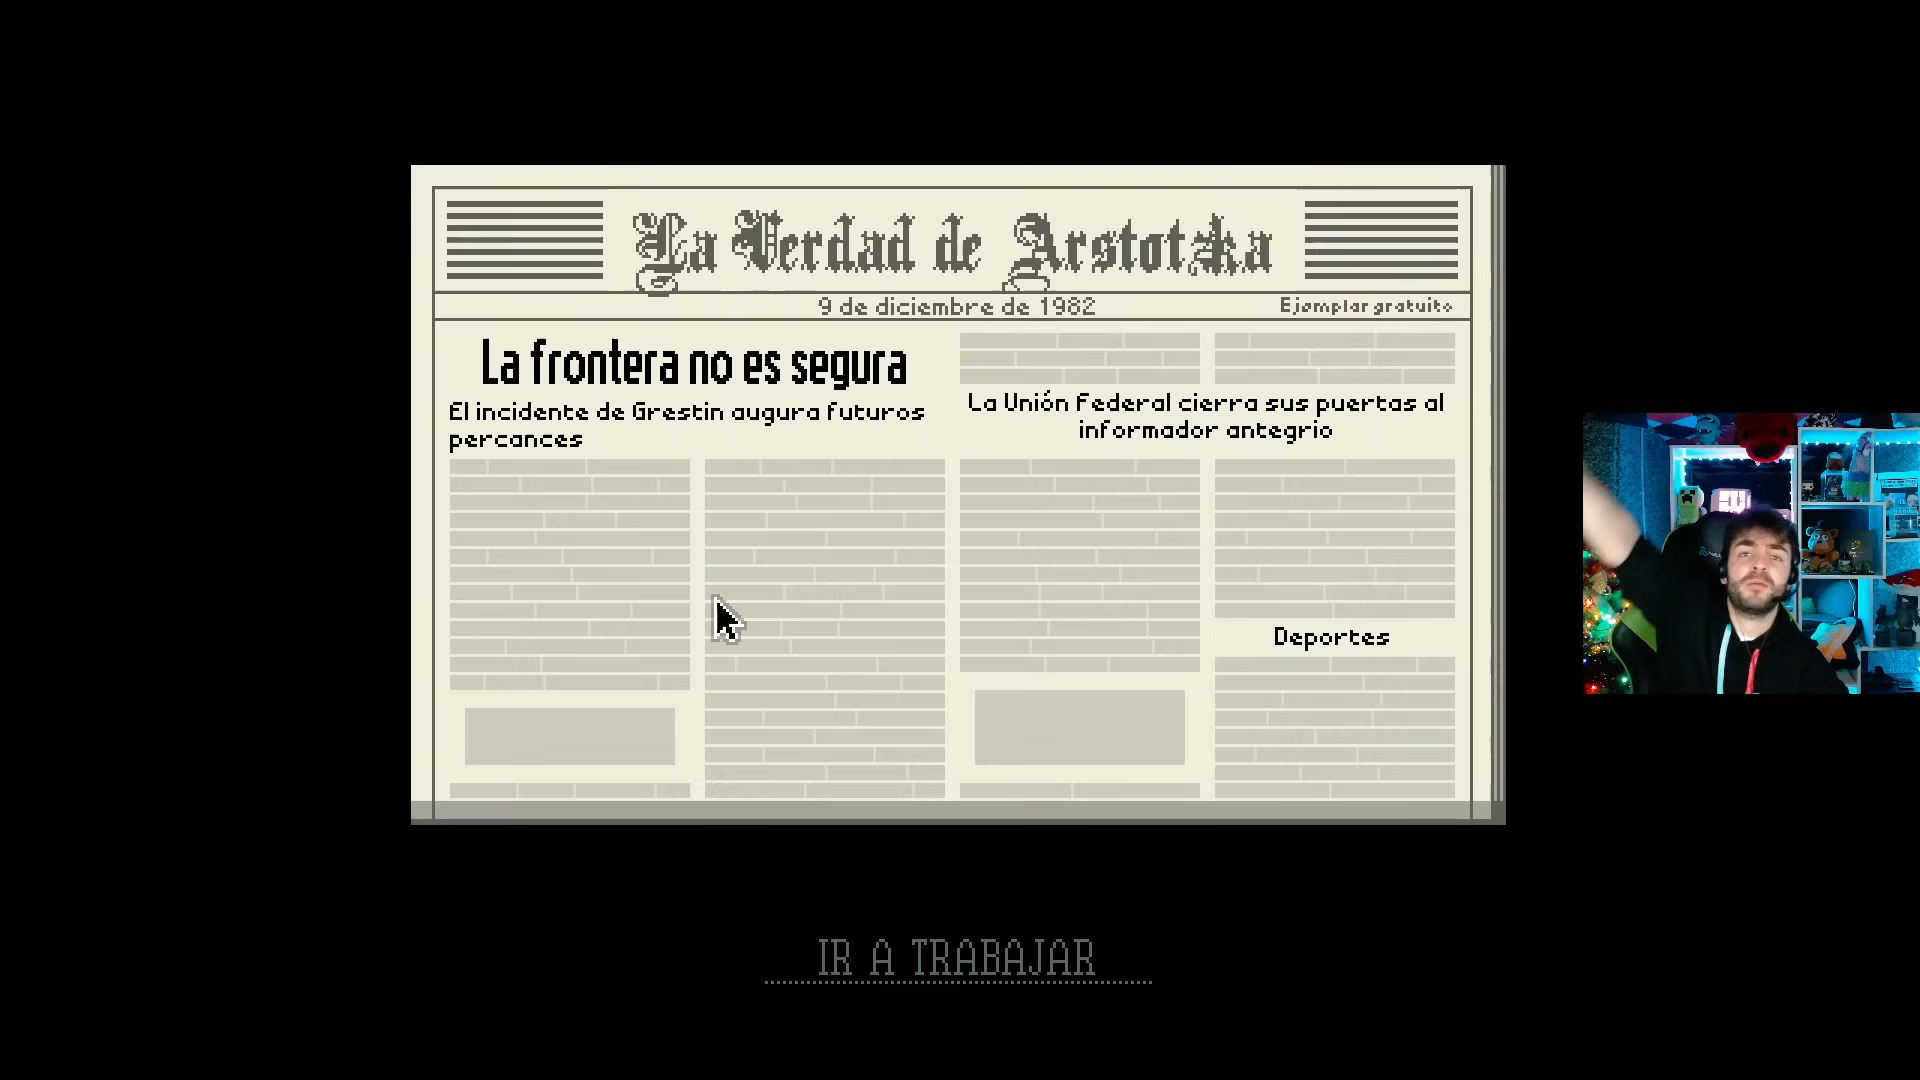 La Verdad de Arstotzka
9 de diciembre de 1982
Ejemplar gratuito
La frontera no es segura
El incidente de Grestin augura futuros
percances
La Unión Federal cierra sus puertas al
informador antegrio
Deportes
IR A TRABAJAR